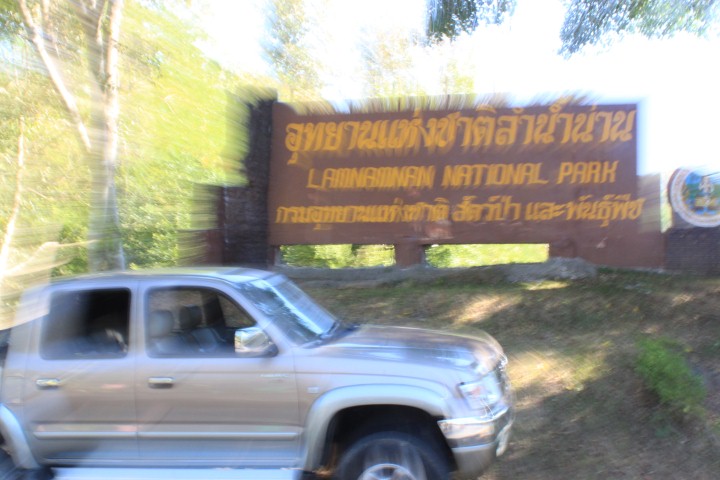 อุทยานแห่งชาติลำน้ำน่าน
LAMNAMNAN NATIONAL PARK
กรมอุทยานแห่งชาติ สัตว์ป่า และพันธุ์พืช